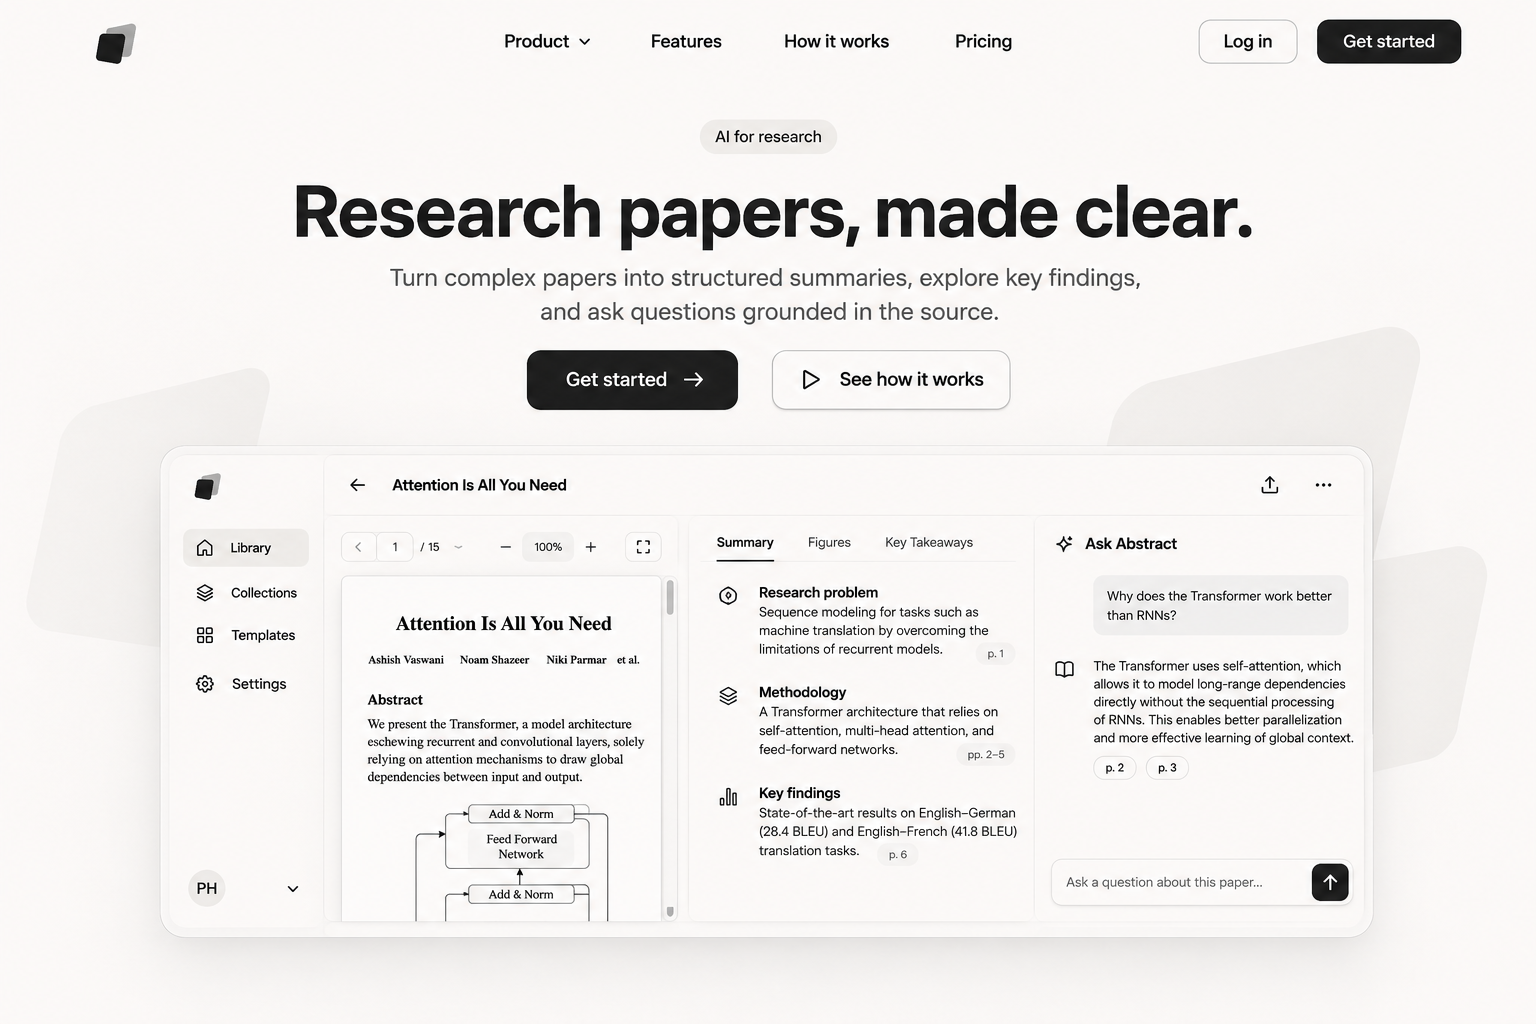 Product
Features
How it works
Pricing
Log in
Get started
AI for research
Research papers, made clear.
Turn complex papers into structured summaries, explore key findings,
and ask questions grounded in the source.
Get started
See how it works
Attention Is All You Need
Library
Collections
Templates
Settings
PH
1
/ 15
100%
Attention Is All You Need
Ashish Vaswani Noam Shazeer Niki Parmar et al.
Abstract
We present the Transformer, a model architecture
eschewing recurrent and convolutional layers, solely
relying on attention mechanisms to draw global
dependencies between input and output.
Add & Norm
Feed Forward
Network
Add & Norm
Summary
Figures
Key Takeaways
Research problem
Sequence modeling for tasks such as
machine translation by overcoming the
limitations of recurrent models.
p. 1
Methodology
A Transformer architecture that relies on
self-attention, multi-head attention, and
feed-forward networks.
pp. 2–5
Key findings
State-of-the-art results on English–German
(28.4 BLEU) and English–French (41.8 BLEU)
translation tasks.
p. 6
Ask Abstract
Why does the Transformer work better
than RNNs?
The Transformer uses self-attention, which
allows it to model long-range dependencies
directly without the sequential processing
of RNNs. This enables better parallelization
and more effective learning of global context.
p. 2
p. 3
Ask a question about this paper...